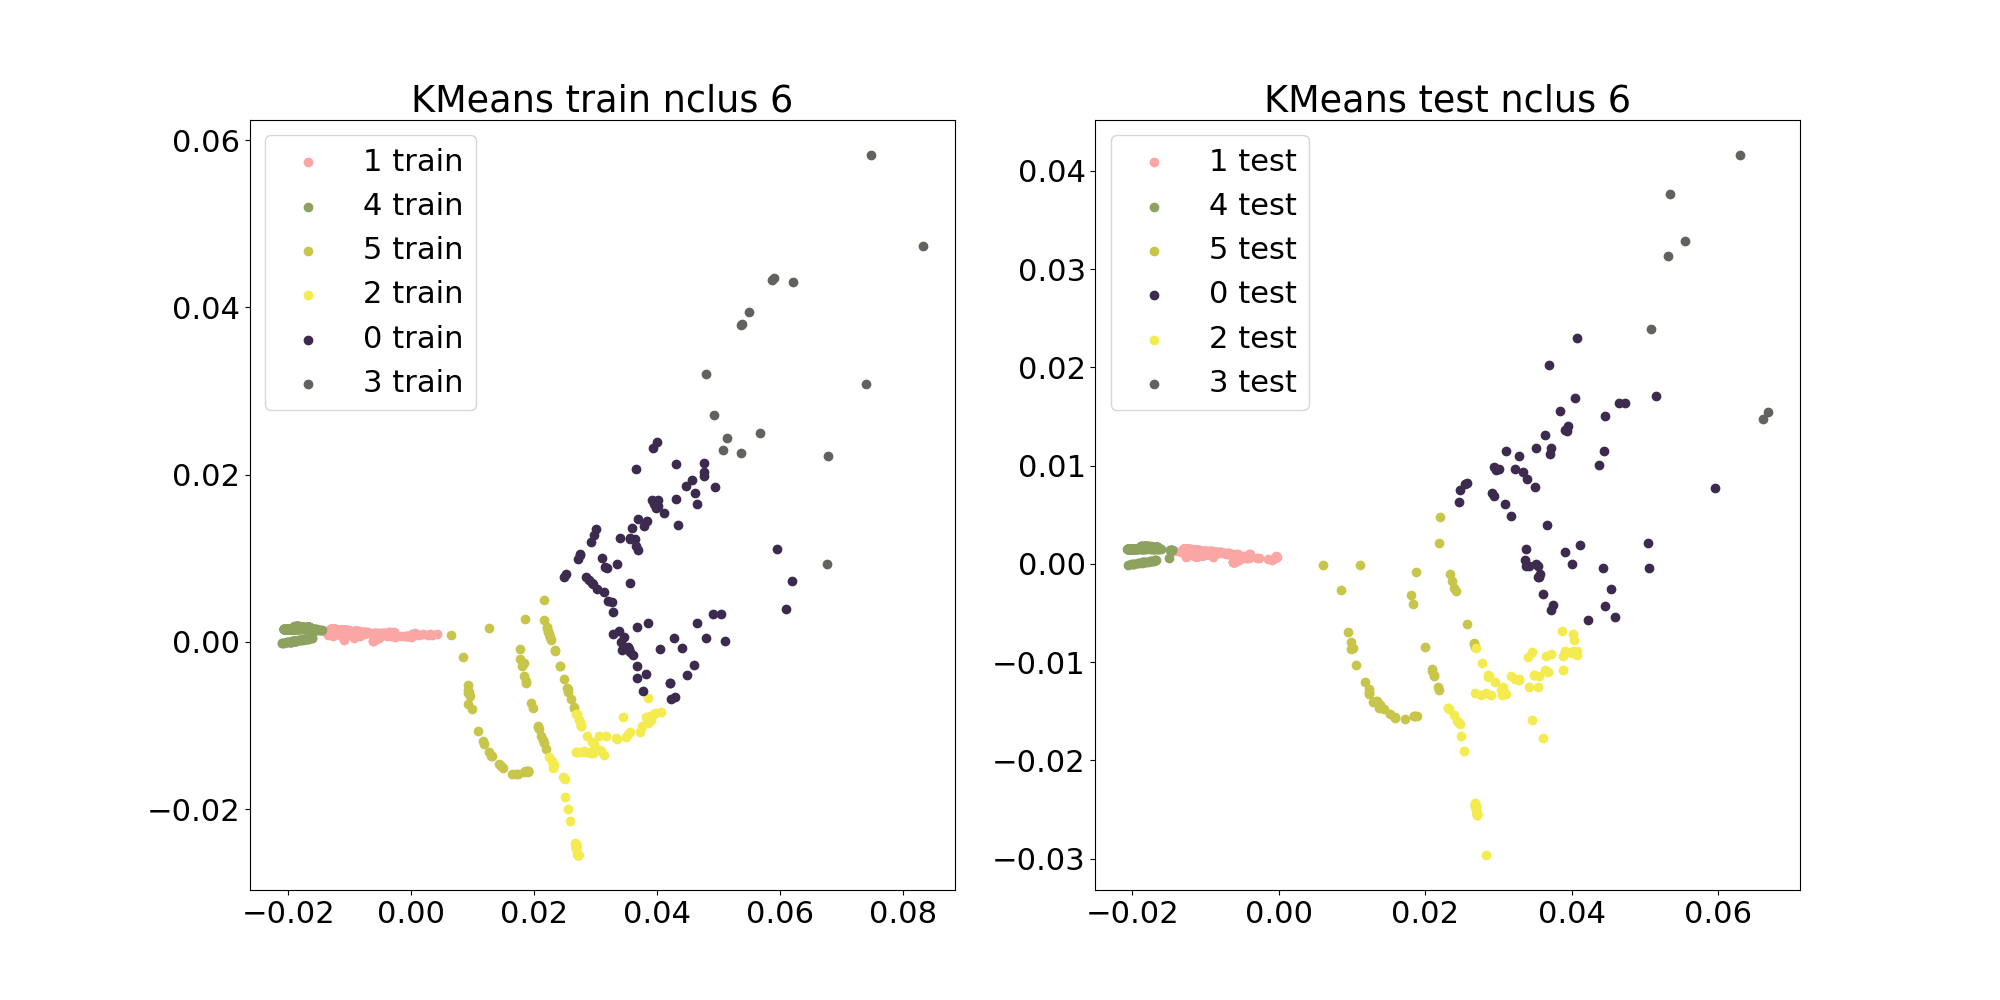 KMeans train nclus 6
0.06
0.04
0.02
0.00
−0.02
1 train
4 train
5 train
2 train
0 train
3 train
−0.02 0.00 0.02 0.04 0.06 0.08
KMeans test nclus 6
0.04
0.03
0.02
0.01
0.00
−0.01
−0.02
−0.03
1 test
4 test
5 test
0 test
2 test
3 test
−0.02 0.00 0.02 0.04 0.06